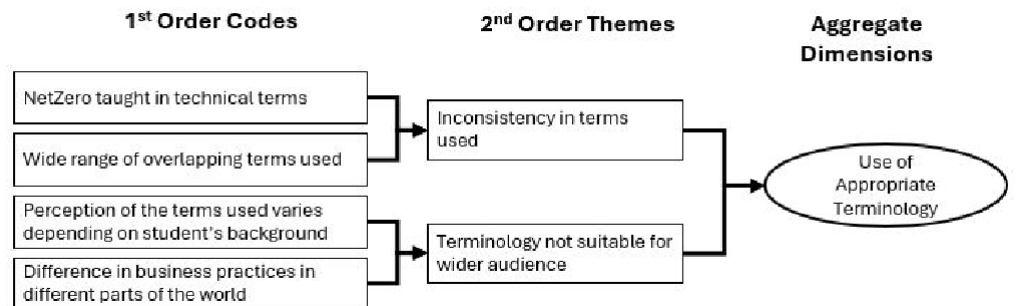 1st Order Codes
2nd Order Themes
Aggregate
Dimensions
NetZero taught in technical terms
Wide range of overlapping terms used
Perception of the terms used varies
depending on student's background
Difference in business practices in
different parts of the world
Inconsistency in terms
used
Terminology not suitable for
wider audience
Use of
Appropriate
Terminology